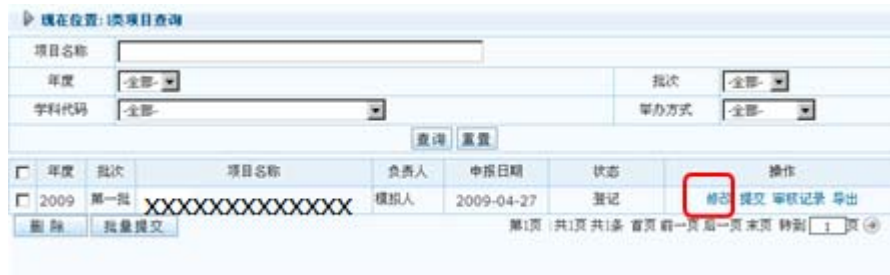 现在位置:I类项目查询
项目名称
年度 -全部- 批次 -全部-
学科代码 -全部- 举办方式 -全部-
查询 重置
年度 批次 项目名称 负责人 申报日期 状态 操作
2009 第一批 XXXXXXXXXXXXX 模拟人 2009-04-27 登记 修改 提交 审核记录 导出
删除 批量提交 第1页 共1页 共1条 首页 前一页 后一页 末页 转到 1 页